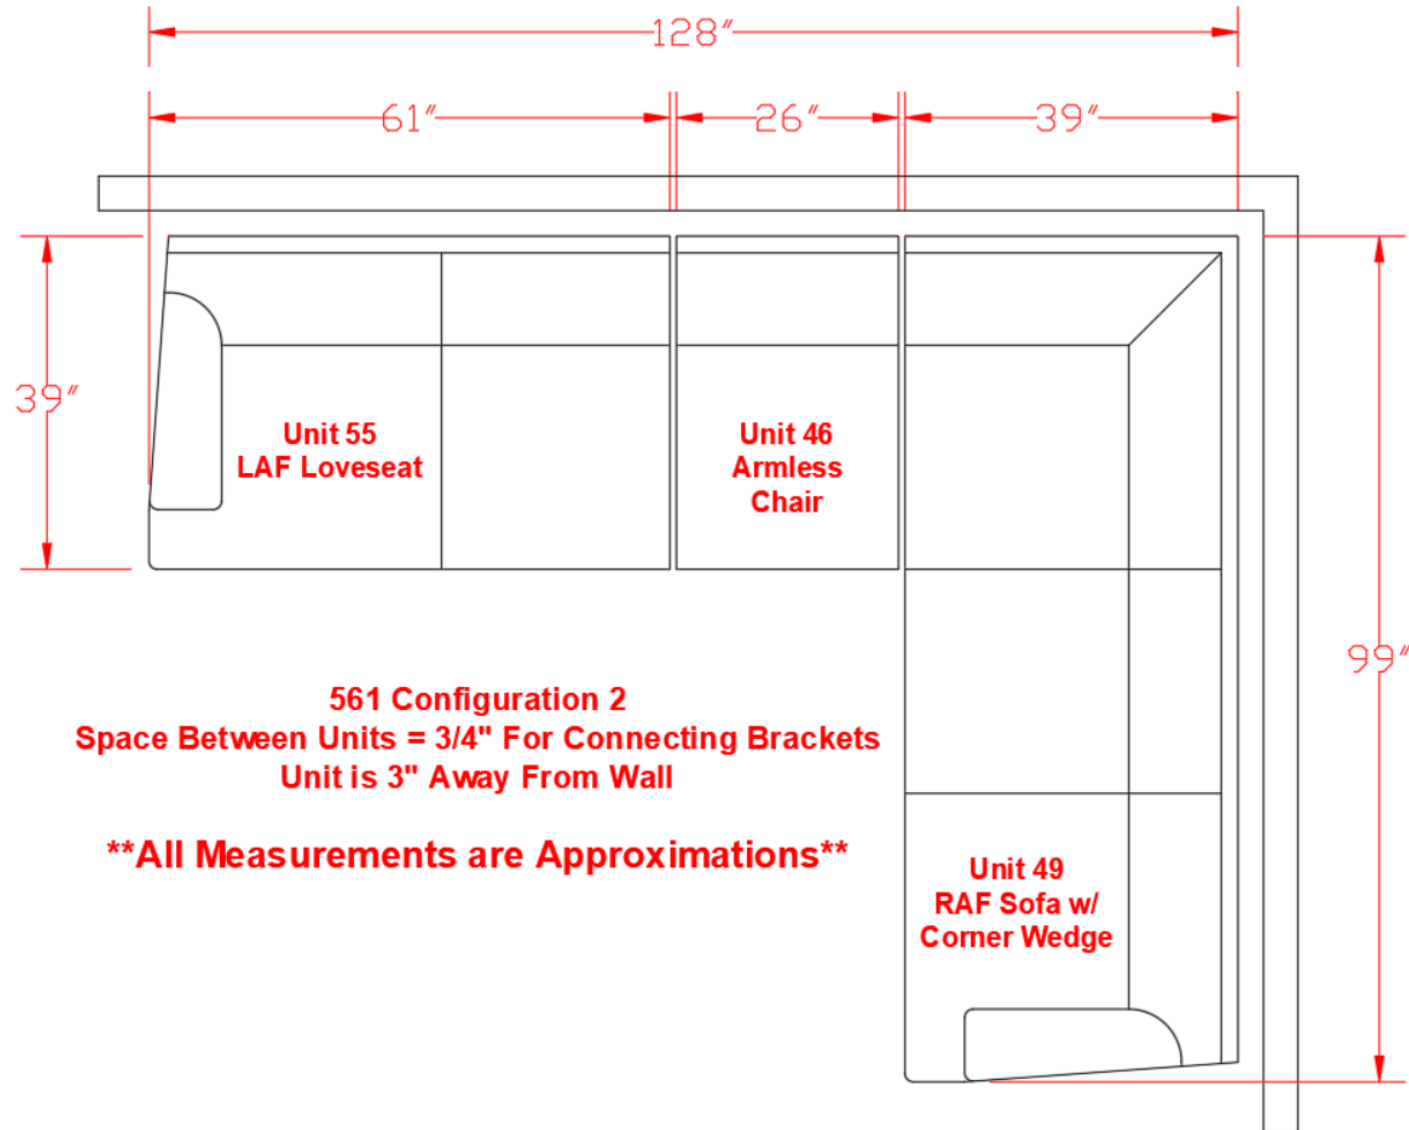 128"
61"
26"
39"
39"
Unit 55
LAF Loveseat
Unit 46
Armless
Chair
99"
561 Configuration 2
Space Between Units = 3/4" For Connecting Brackets
Unit is 3" Away From Wall
**All Measurements are Approximations**
Unit 49
RAF Sofa w/
Corner Wedge